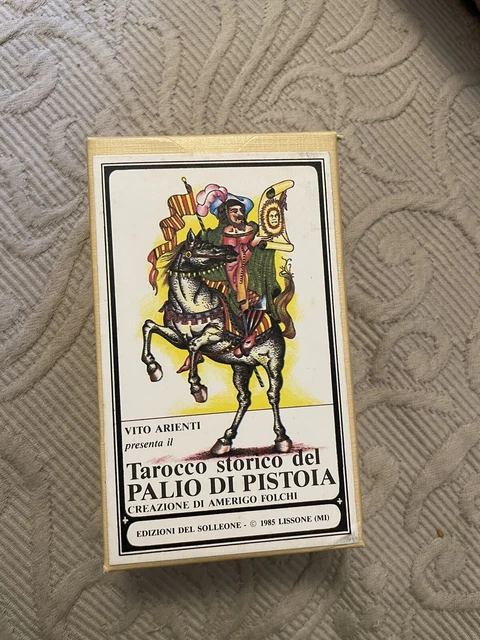 VITO ARIENTI
presenta il
Tarocco storico del
PALIO DI PISTOIA
CREAZIONE DI AMERIGO FOLCHI
EDIZIONI DEL SOLLEONE - © 1985 LISSONE (MI)